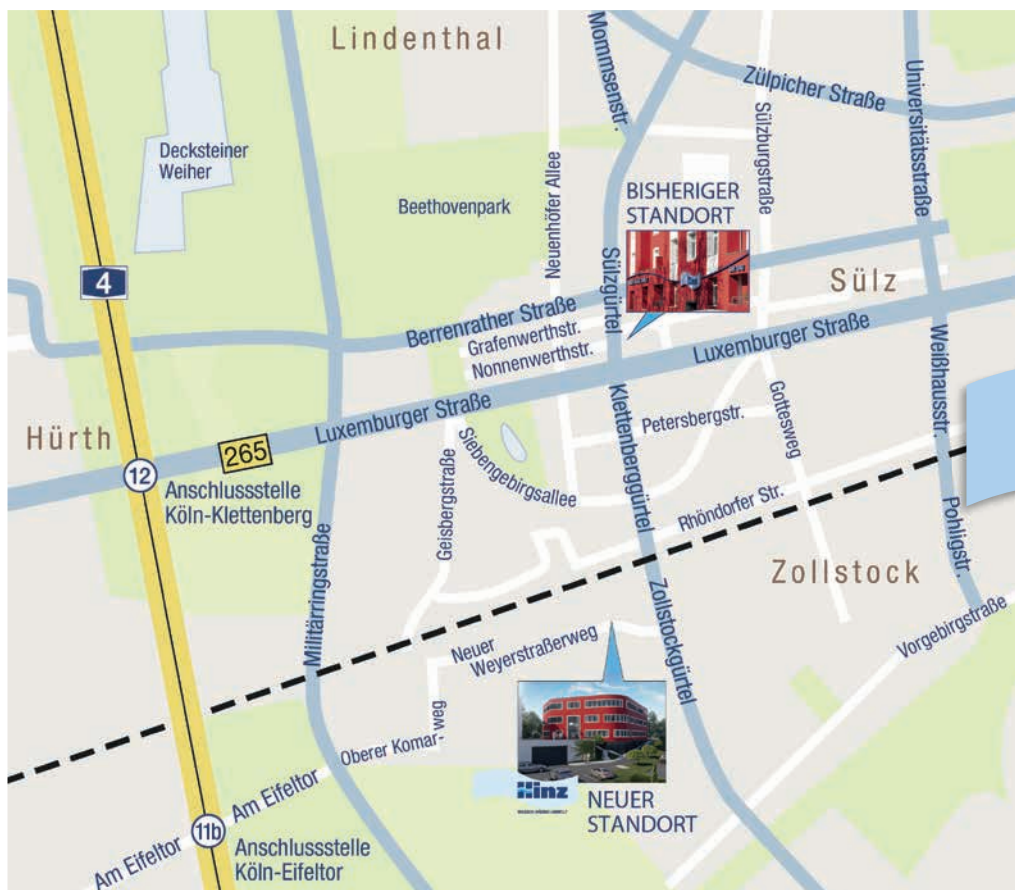 Lindenthal
Mommsenstr.
Zülpicher Straße
Sülzburgstraße
Universitätsstraße
Decksteiner
Weiher
Beethovenpark
Neuenhöfer Allee
BISHERIGER
STANDORT
Sülzgürtel
4
Sülz
Berrenrather Straße
Grafenwerthstr.
Nonnenwerthstr.
Luxemburger Straße
Luxemburger Straße
Weißhausstr.
Hürth
265
12
Anschlussstelle
Köln-Klettenberg
Geisbergstraße
Siebengebirgsallee
Klettenberggürtel
Petersbergstr.
Gottesweg
Rhöndorfer Str.
Pohligstr.
Militärringstraße
Zollstock
Zollstockgürtel
Vorgebirgstraße
Neuer
Weyerstraßerweg
Oberer Komar-
weg
Hinz
NEUER
STANDORT
Am Eifeltor
Am Eifeltor
11b
Anschlussstelle
Köln-Eifeltor